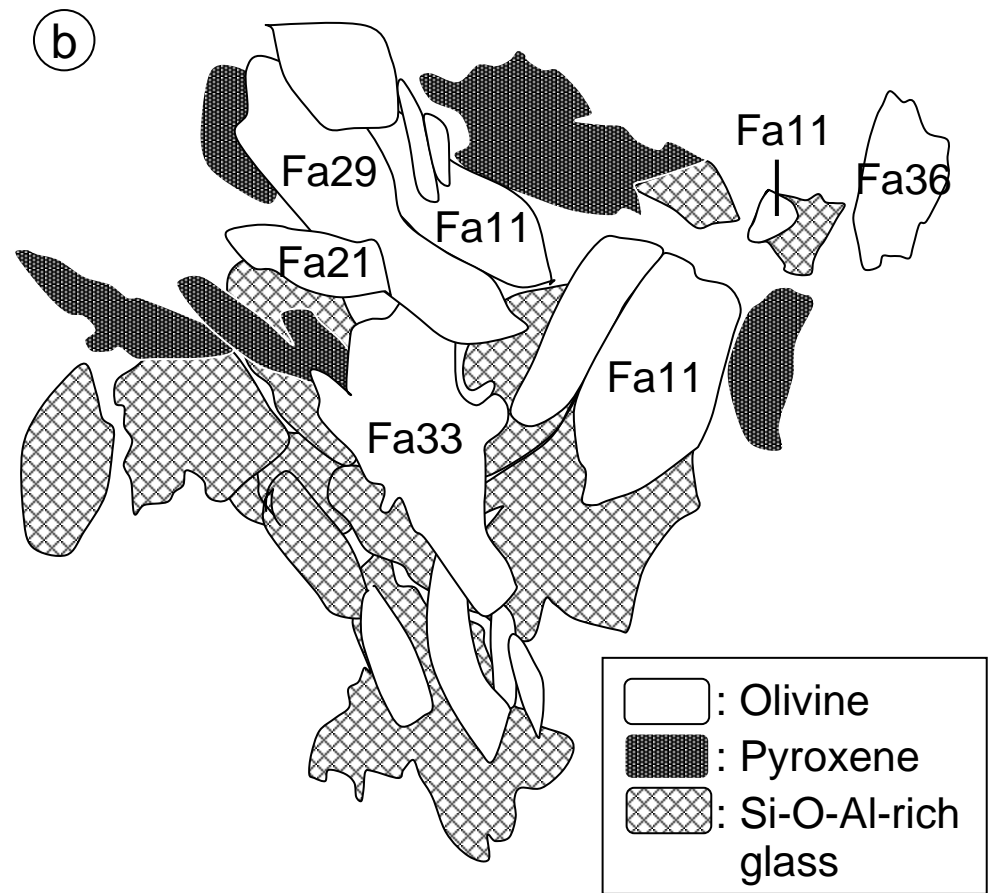 b
Fa11
Fa29
Fa36
Fa11
Fa21
Fa11
Fa33
: Olivine
: Pyroxene
: Si-O-Al-rich
glass